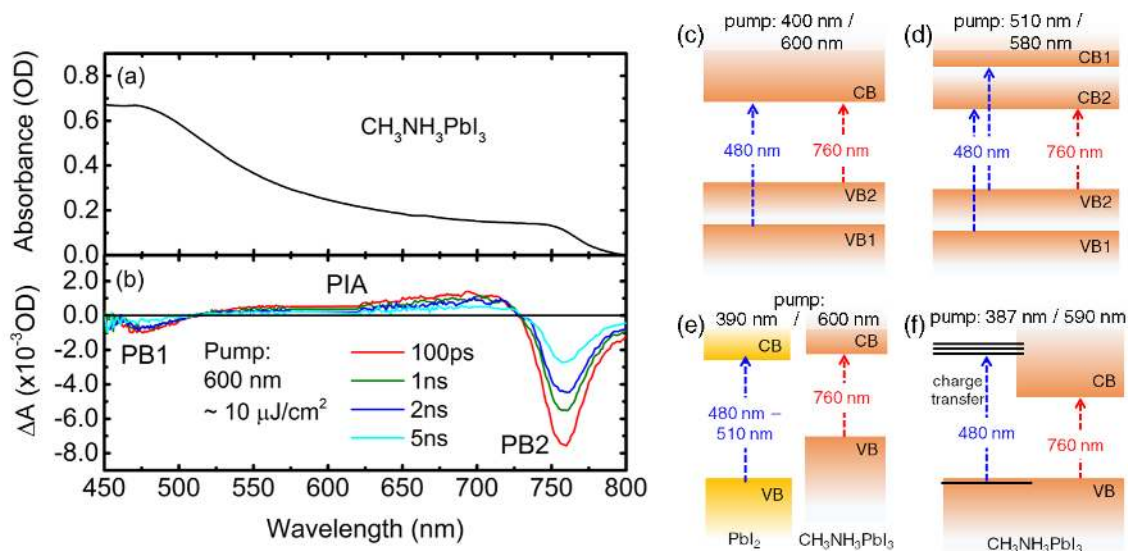 (a)
CH₃NH₃PbI₃
Absorbance (OD)
0.8
0.6
0.4
0.2
0.0
(b)
PIA
PB1
Pump:
600 nm
~ 10 μJ/cm²
100ps
1ns
2ns
5ns
PB2
ΔA (x10⁻³OD)
2.0
0.0
-2.0
-4.0
-6.0
-8.0
450 500 550 600 650 700 750 800
Wavelength (nm)
(c)
pump: 400 nm /
600 nm
CB
480 nm
760 nm
VB2
VB1
(d)
pump: 510 nm /
580 nm
CB1
CB2
480 nm
760 nm
VB2
VB1
(e)
pump:
390 nm / 600 nm
CB
CB
480 nm –
510 nm
760 nm
VB
VB
PbI₂
CH₃NH₃PbI₃
(f)
pump: 387 nm / 590 nm
CB
charge
transfer
480 nm
760 nm
VB
CH₃NH₃PbI₃